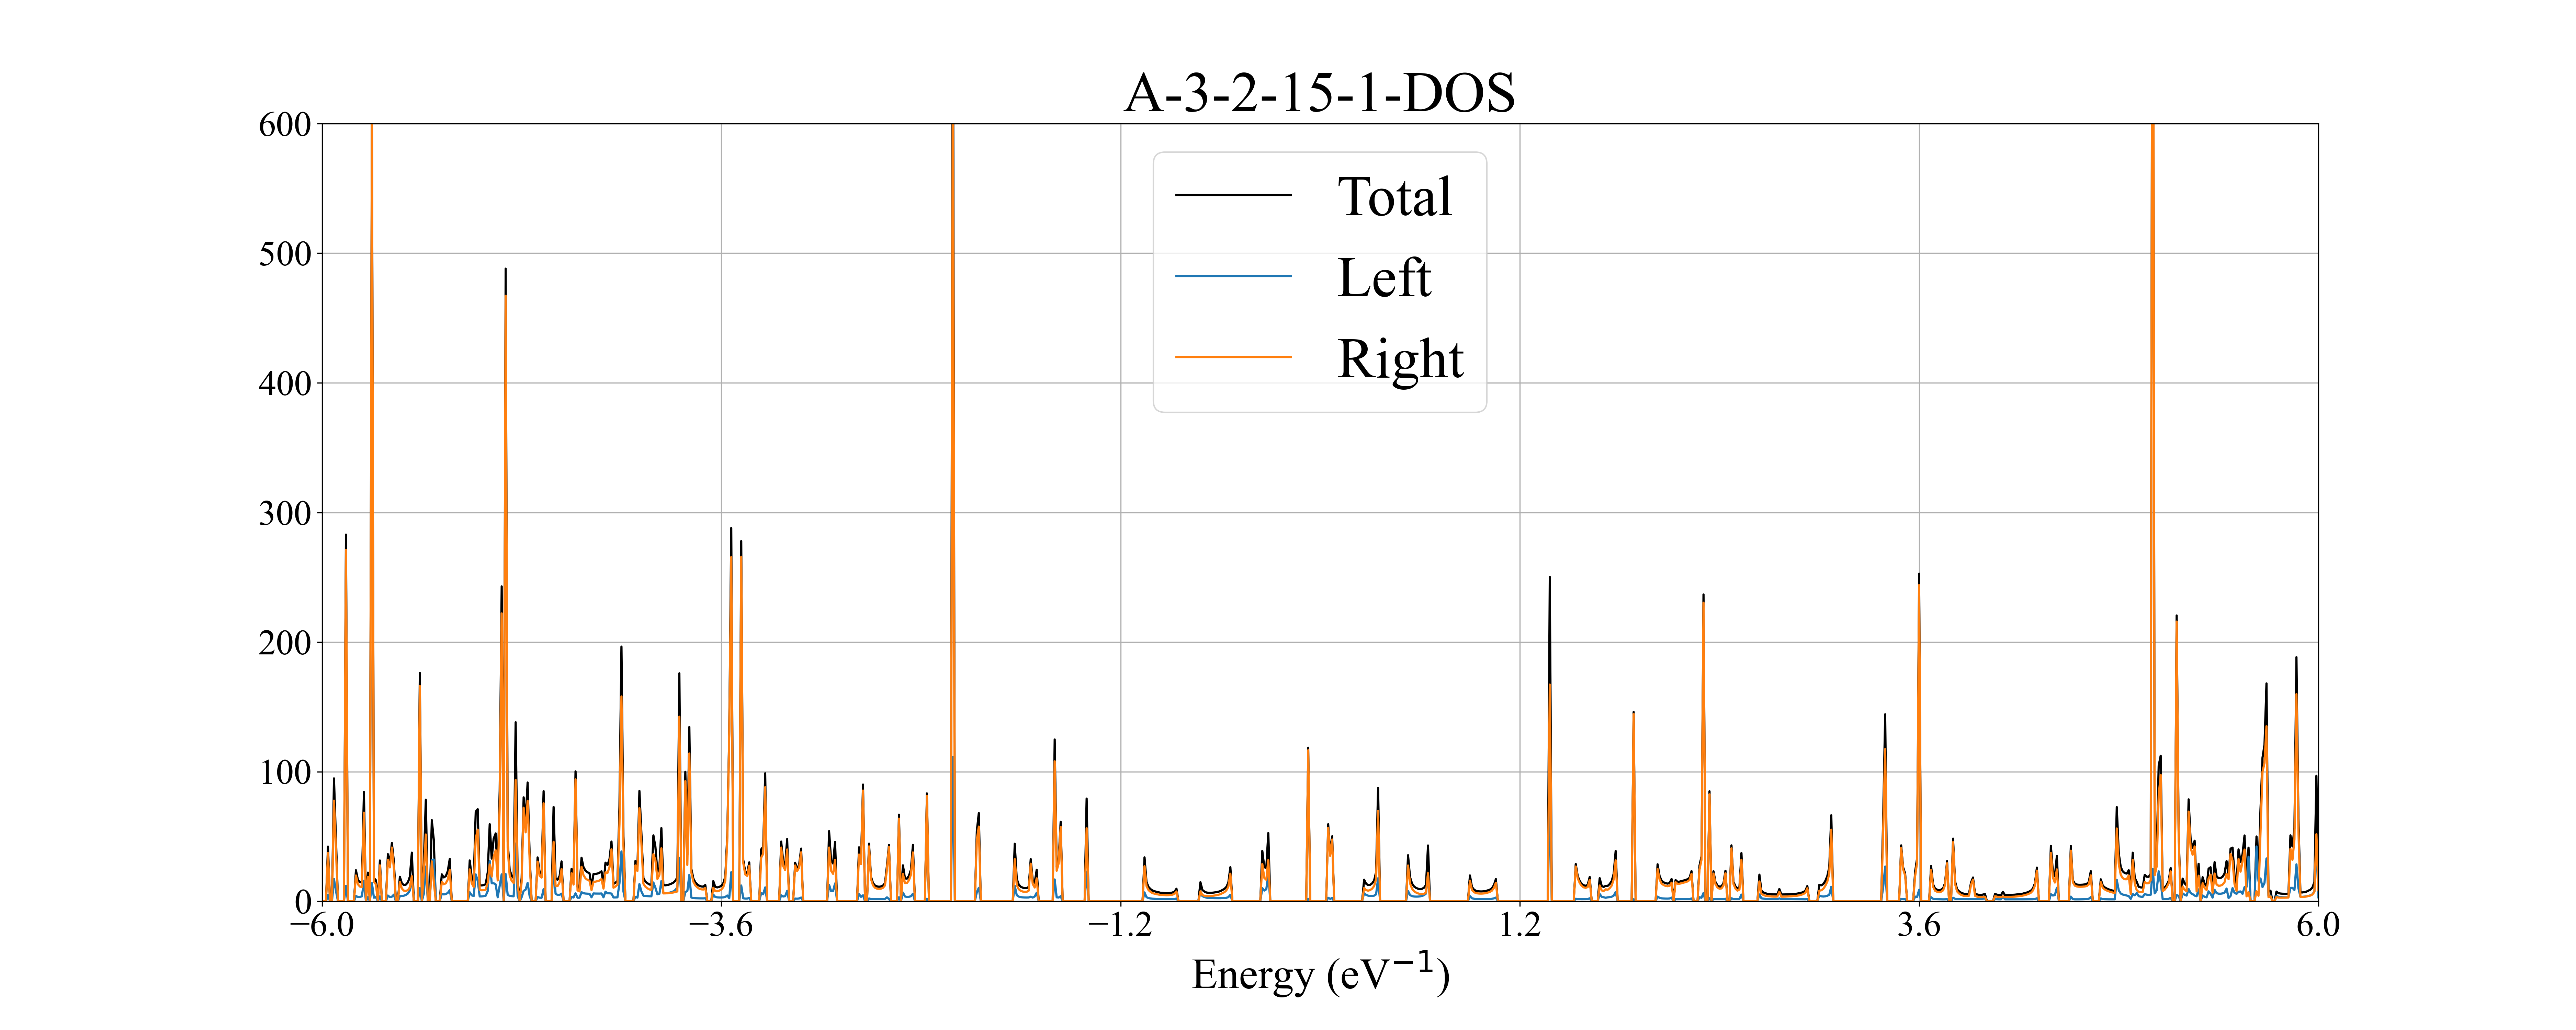 A-3-2-15-1-DOS
Total
Left
Right
600
500
400
300
200
100
0
−6.0 −3.6 −1.2 1.2 3.6 6.0
Energy (eV⁻¹)